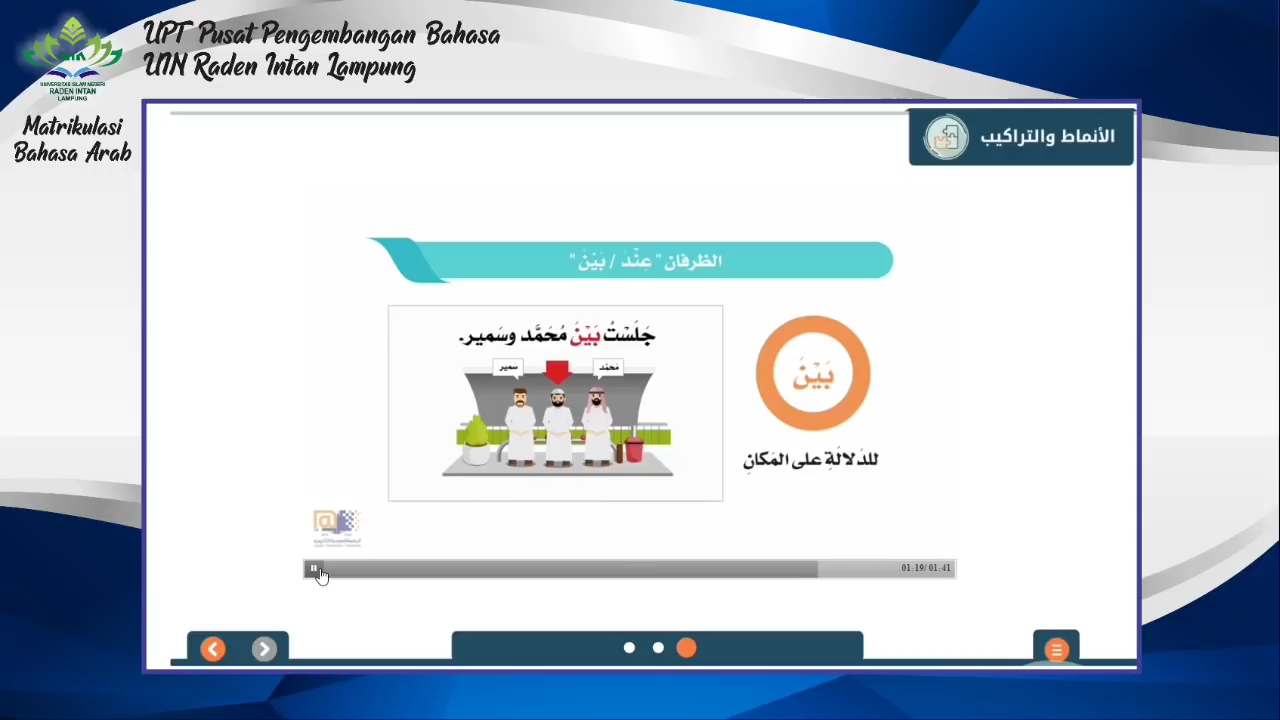 UPT Pusat Pengembangan Bahasa
UIN Raden Intan Lampung
UNIVERSITAS ISLAM NEGERI
RADEN INTAN
LAMPUNG
Matrikulasi
Bahasa Arab
الأنماط والتراكيب
الظرفان " عِنْدَ / بَيْنَ "
جَلَسْتُ بَيْنَ مُحَمَّد وسَمير.
مُحَمَّد
سمير
بَيْنَ
للدَلالَةِ على المَكانِ
01:19/ 01:41